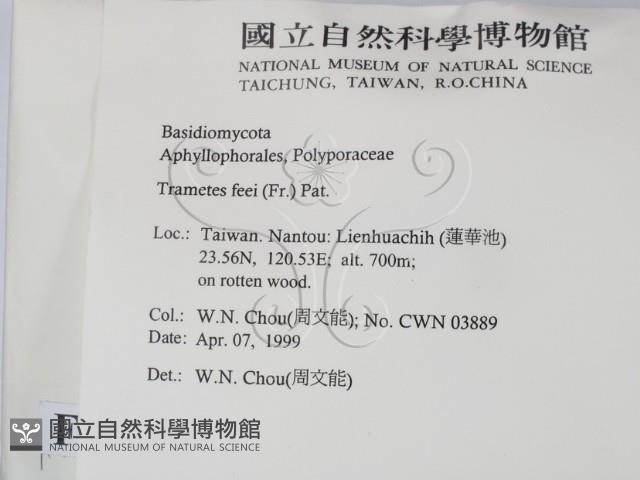 國立自然科學博物館
NATIONAL MUSEUM OF NATURAL SCIENCE
TAICHUNG, TAIWAN, R.O.CHINA
Basidiomycota
Aphyllophorales, Polyporaceae
Trametes feei (Fr.) Pat.
Loc.: Taiwan. Nantou: Lienhuachih (蓮華池)
23.56N, 120.53E; alt. 700m;
on rotten wood.
Col.: W.N. Chou(周文能); No. CWN 03889
Date: Apr. 07, 1999
Det.: W.N. Chou(周文能)
F
國立自然科學博物館
NATIONAL MUSEUM OF NATURAL SCIENCE